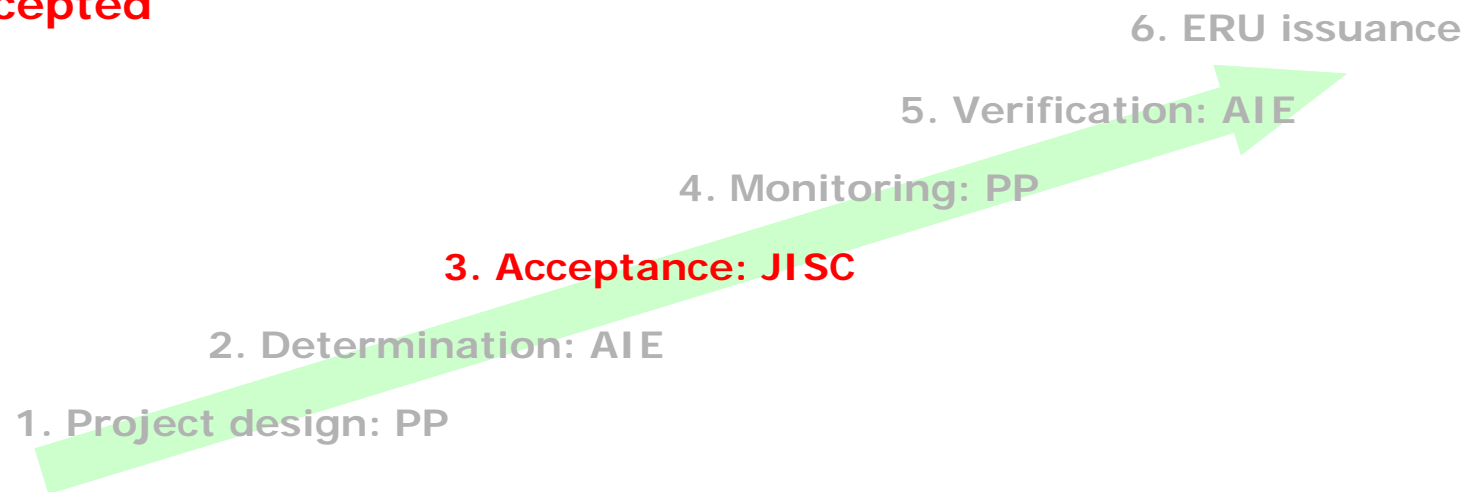 cepted
6. ERU issuance
5. Verification: AIE
4. Monitoring: PP
3. Acceptance: JISC
2. Determination: AIE
1. Project design: PP